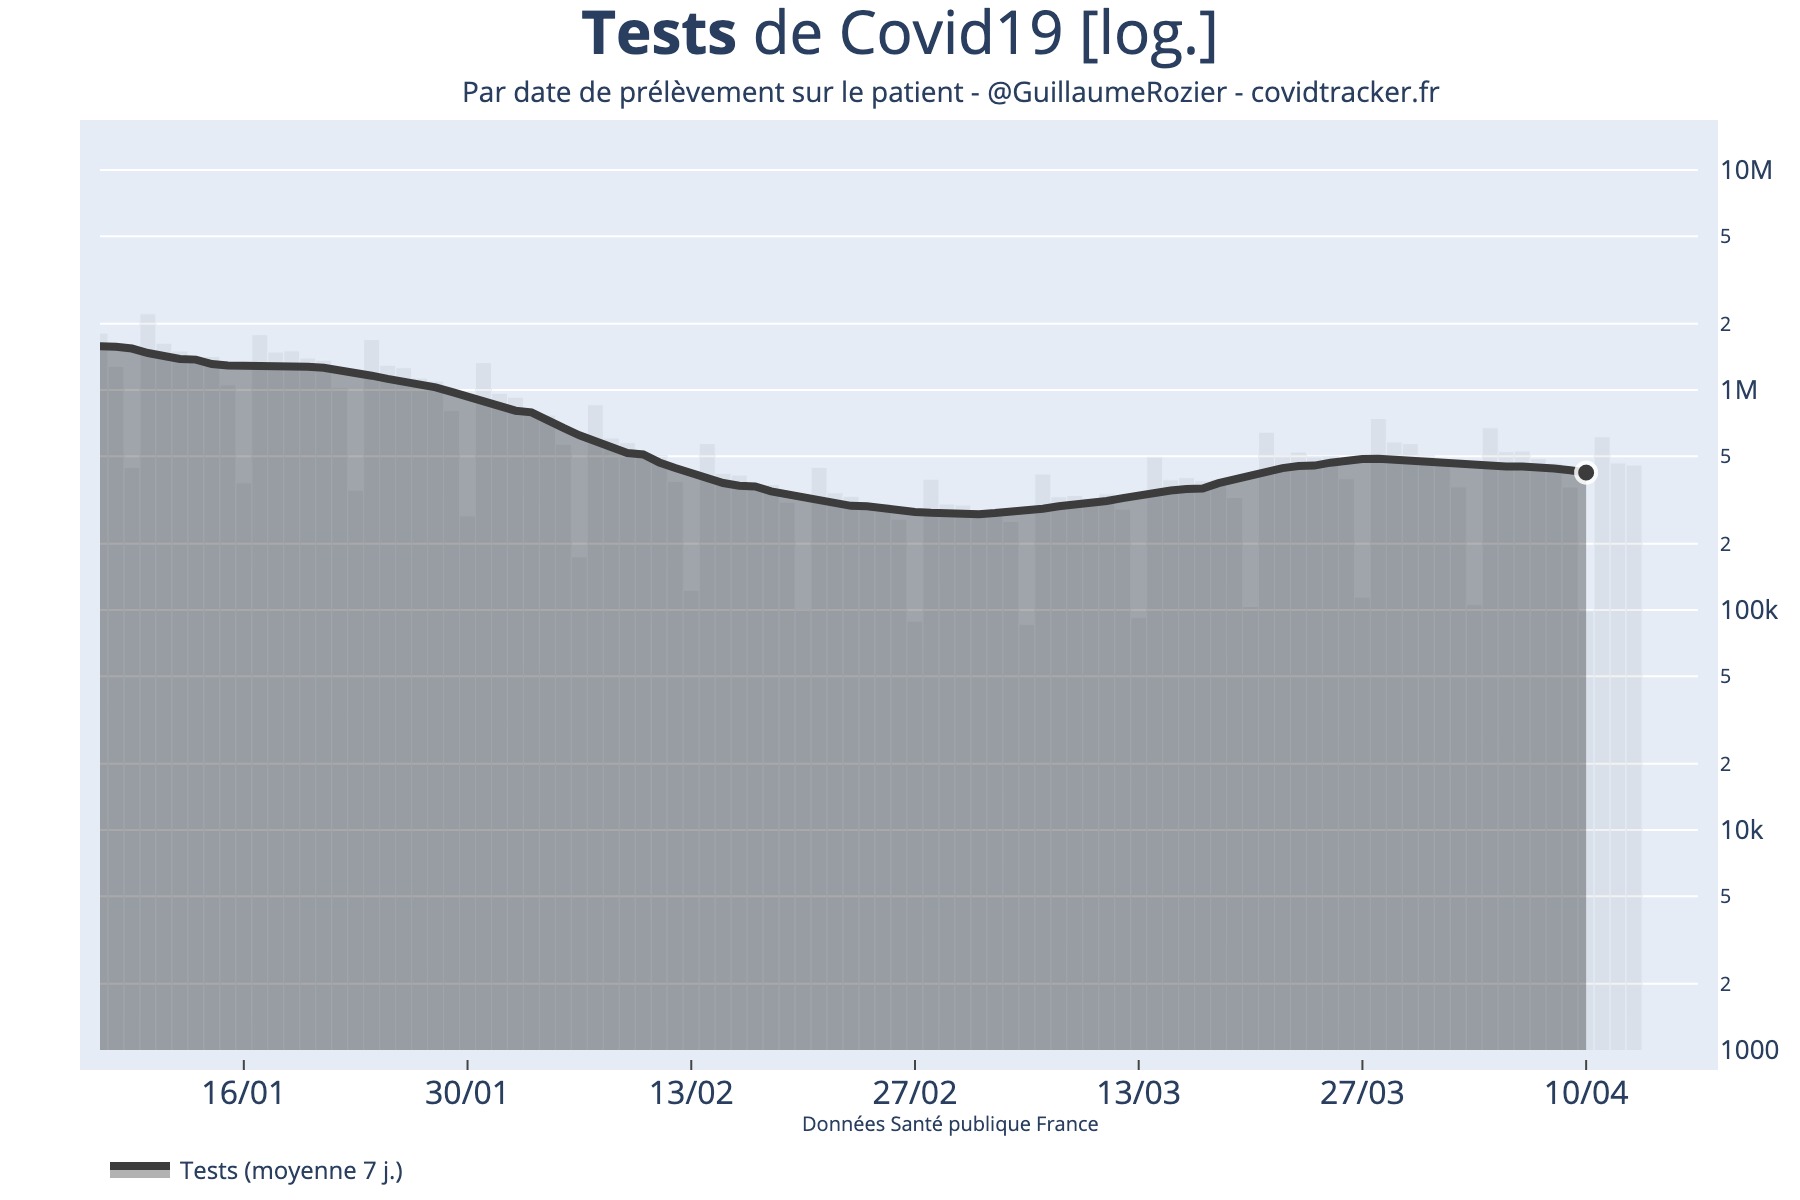 Tests de Covid19 [log.]
Par date de prélèvement sur le patient - @GuillaumeRozier - covidtracker.fr
10M
5
2
1M
5
2
100k
5
2
10k
5
2
1000
16/01 30/01 13/02 27/02 13/03 27/03 10/04
Données Santé publique France
Tests (moyenne 7 j.)